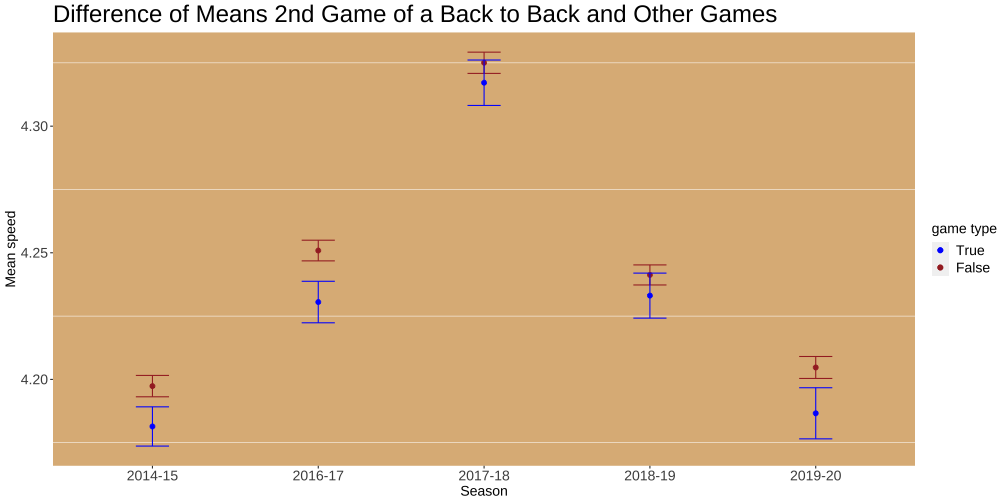 Difference of Means 2nd Game of a Back to Back and Other Games
Mean speed
4.30
4.25
4.20
2014-15
2016-17
2017-18
2018-19
2019-20
Season
game type
True
False